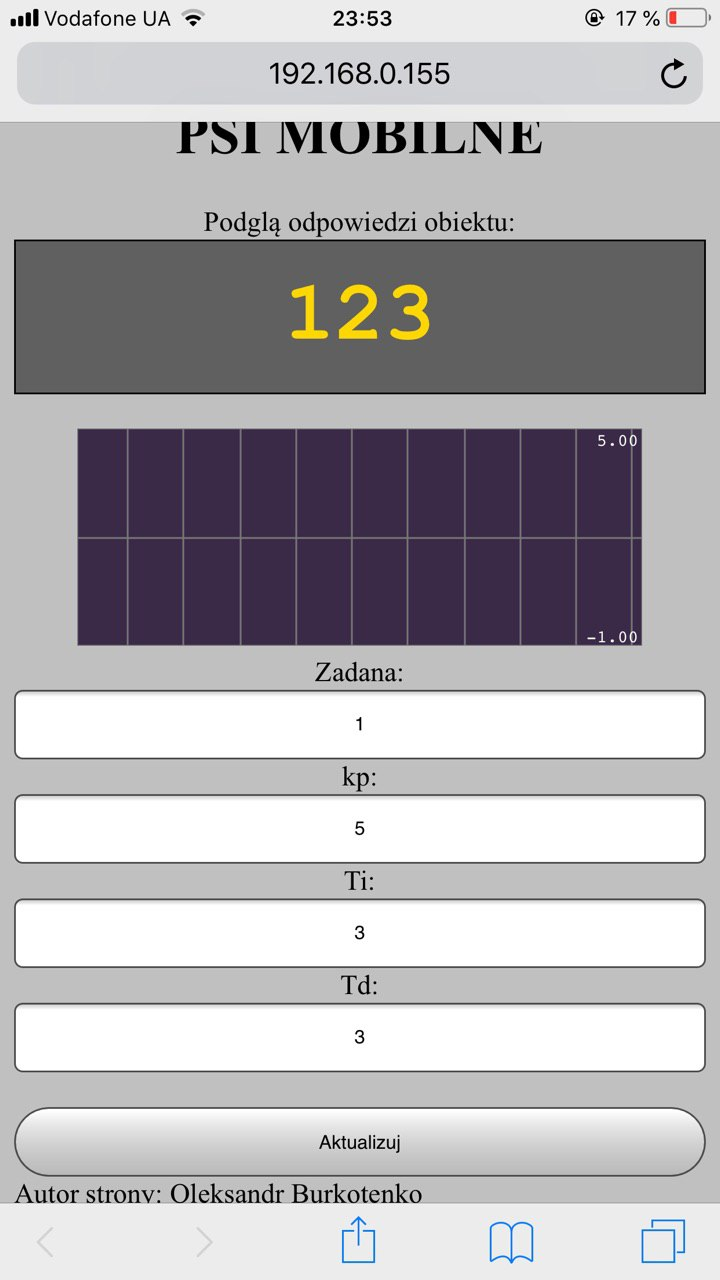 Vodafone UA 23:53 17 %
192.168.0.155
PSI MOBILNE
Podglą odpowiedzi obiektu:
123
5.00
-1.00
Zadana:
1
kp:
5
Ti:
3
Td:
3
Aktualizuj
Autor strony: Oleksandr Burkotenko